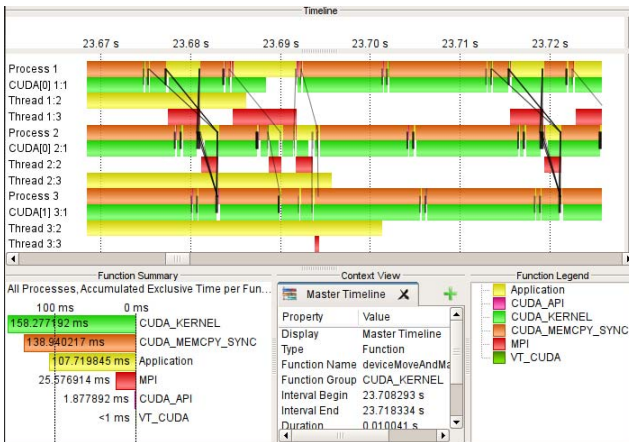 Timeline
23.67 s 23.68 s 23.69 s 23.70 s 23.71 s 23.72 s
Process 1
CUDA[0] 1:1
Thread 1:2
Thread 1:3
Process 2
CUDA[0] 2:1
Thread 2:2
Thread 2:3
Process 3
CUDA[1] 3:1
Thread 3:2
Thread 3:3
Function Summary
All Processes, Accumulated Exclusive Time per Fun...
100 ms 0 ms
158.277192 ms CUDA_KERNEL
138.940217 ms CUDA_MEMCPY_SYNC
107.719845 ms Application
25.576914 ms MPI
1.877892 ms CUDA_API
<1 ms VT_CUDA
Context View
Master Timeline
Property Value
Display Master Timeline
Type Function
Function Name deviceMoveAndMa
Function Group CUDA_KERNEL
Interval Begin 23.708293 s
Interval End 23.718334 s
Duration 0.010041 s
Function Legend
Application
CUDA_API
CUDA_KERNEL
CUDA_MEMCPY_SYNC
MPI
VT_CUDA